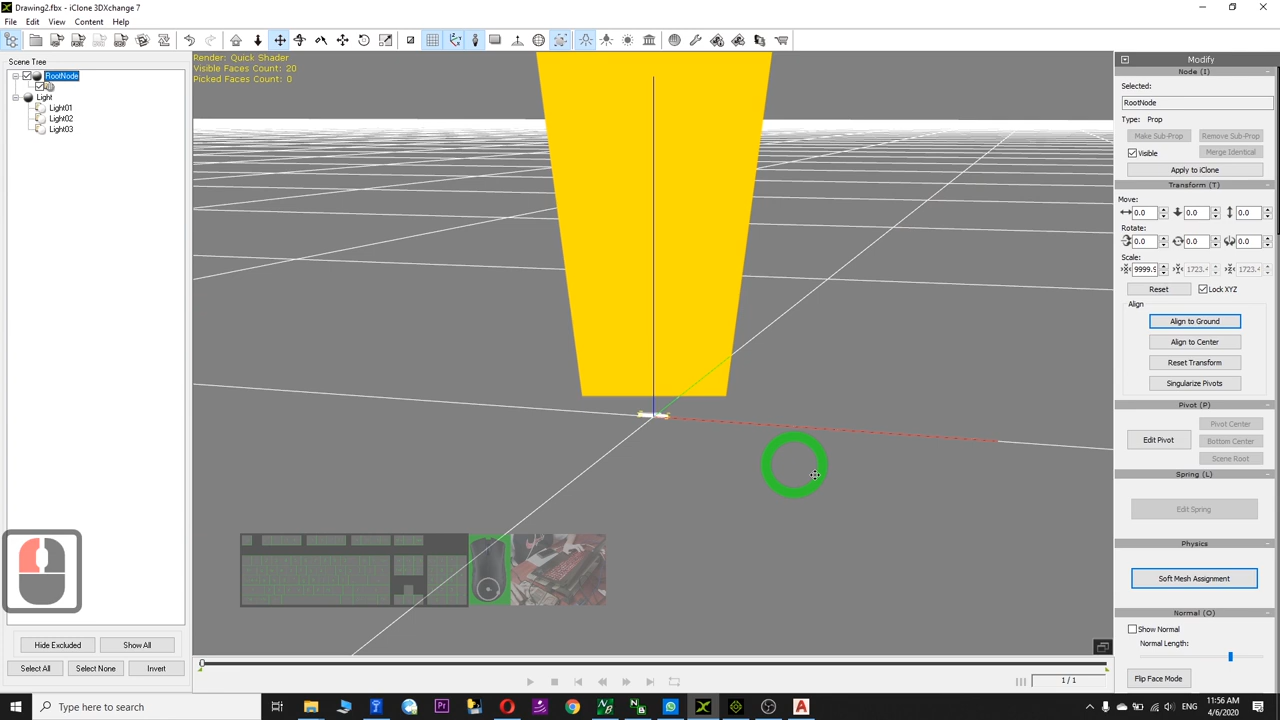 Drawing2.fbx - iClone 3DXchange 7
File Edit View Content Help
Scene Tree
RootNode
Light
Light01
Light02
Light03
Hide Excluded Show All
Select All Select None Invert
Render: Quick Shader
Visible Faces Count: 20
Picked Faces Count: 0
1 / 1
Modify
Node (I)
Selected:
RootNode
Type: Prop
Make Sub-Prop Remove Sub-Prop
Visible Merge Identical
Apply to iClone
Transform (T)
Move:
0.0 0.0 0.0
Rotate:
0.0 0.0 0.0
Scale:
9999.9 1723.4 1723.4
Reset Lock XYZ
Align
Align to Ground
Align to Center
Reset Transform
Singularize Pivots
Pivot (P)
Pivot Center
Edit Pivot Bottom Center
Scene Root
Spring (L)
Edit Spring
Physics
Soft Mesh Assignment
Normal (O)
Show Normal
Normal Length:
Flip Face Mode
Type here to search
ENG
11:56 AM
4/6/2020